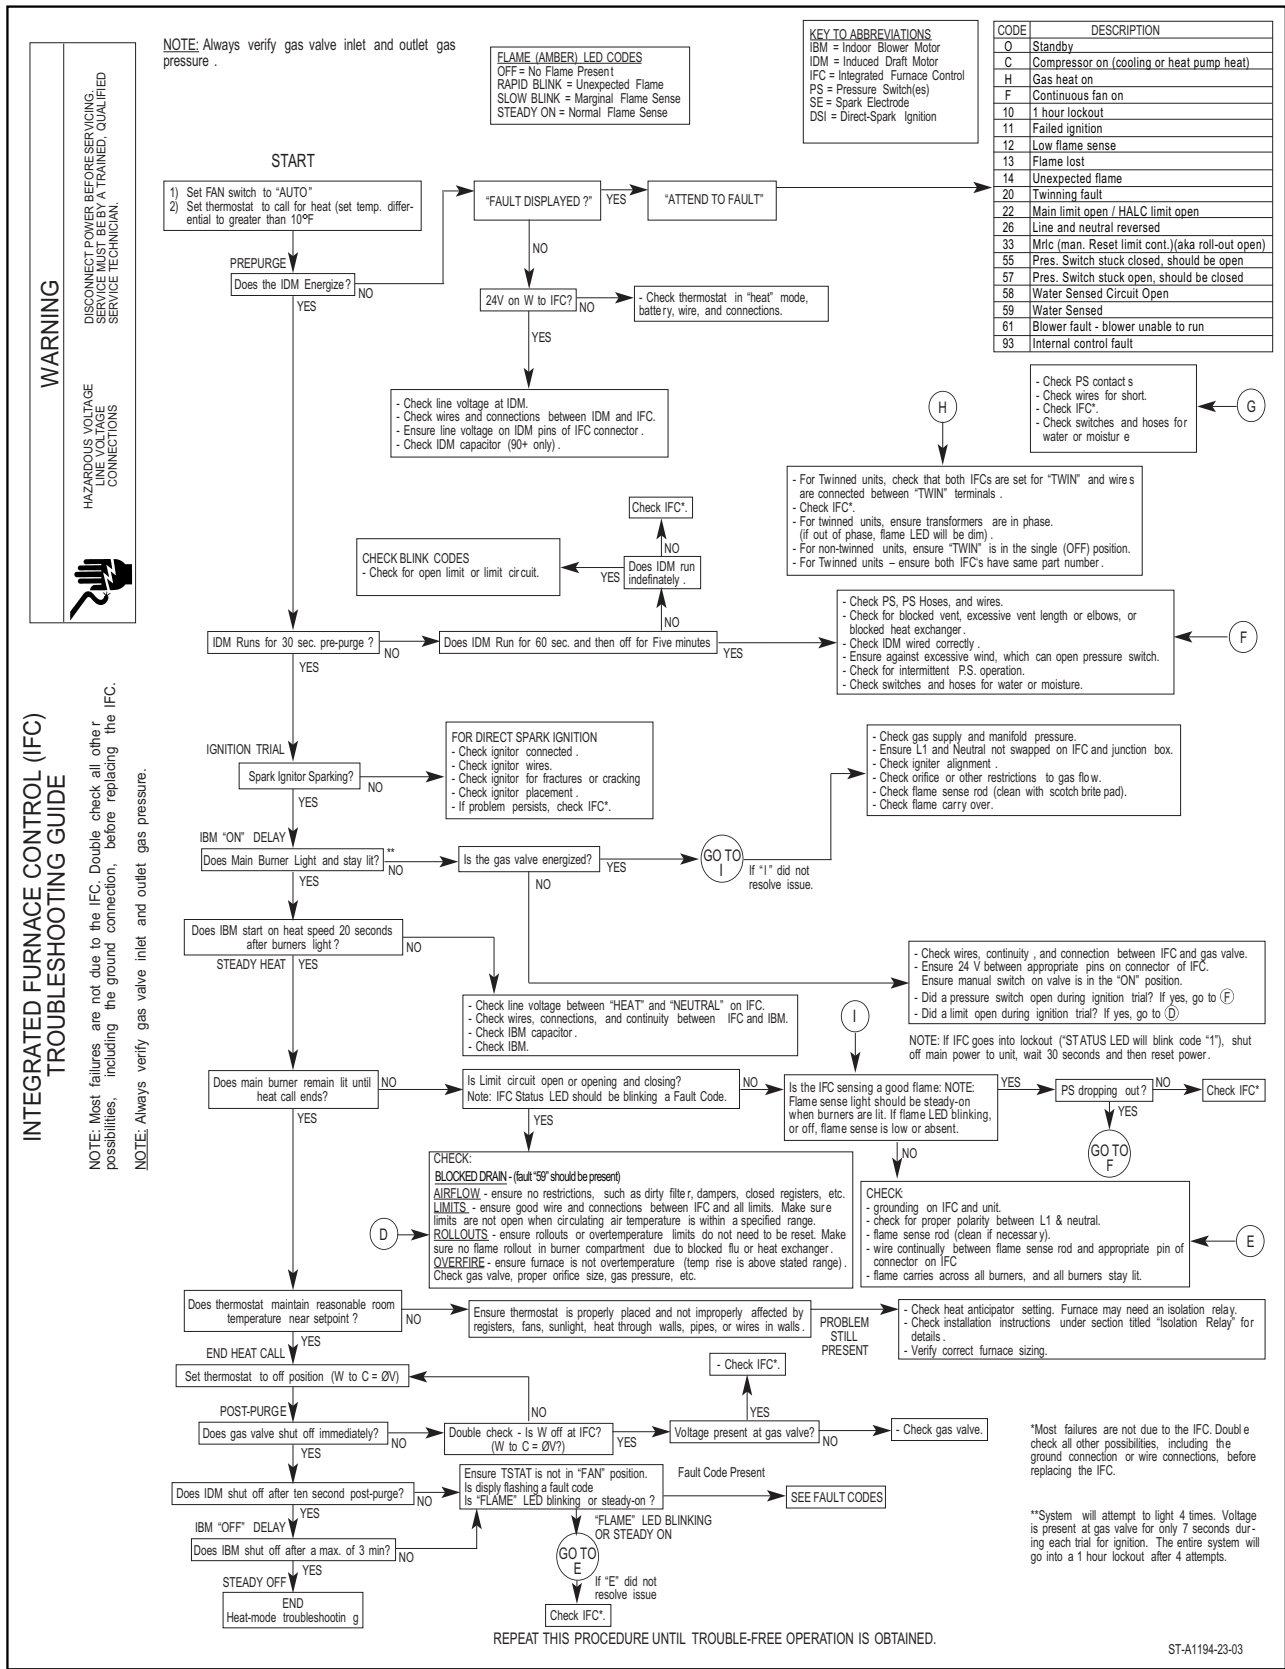 INTEGRATED FURNACE CONTROL (IFC)
TROUBLESHOOTING GUIDE
NOTE: Most failures are not due to the IFC. Double check all othe r
possibilities, including the ground connection, before replacing the IFC.
NOTE: Always verify gas valve inlet and outlet gas pressure.
WARNING
HAZARDOUS VOLTAGE
LINE VOLTAGE
CONNECTIONS
DISCONNECT POWER BEFORE SERVICING.
SERVICE MUST BE BY A TRAINED, QUALIFIED
SERVICE TECHNICIAN.
NOTE: Always verify gas valve inlet and outlet gas
pressure .
FLAME (AMBER) LED CODES
OFF = No Flame Present
RAPID BLINK = Unexpected Flame
SLOW BLINK = Marginal Flame Sense
STEADY ON = Normal Flame Sense
KEY TO ABBREVIATIONS
IBM = Indoor Blower Motor
IDM = Induced Draft Motor
IFC = Integrated Furnace Control
PS = Pressure Switch(es)
SE = Spark Electrode
DSI = Direct-Spark Ignition
CODE DESCRIPTION
O Standby
C Compressor on (cooling or heat pump heat)
H Gas heat on
F Continuous fan on
10 1 hour lockout
11 Failed ignition
12 Low flame sense
13 Flame lost
14 Unexpected flame
20 Twinning fault
22 Main limit open / HALC limit open
26 Line and neutral reversed
33 Mrlc (man. Reset limit cont.)(aka roll-out open)
55 Pres. Switch stuck closed, should be open
57 Pres. Switch stuck open, should be closed
58 Water Sensed Circuit Open
59 Water Sensed
61 Blower fault - blower unable to run
93 Internal control fault
START
1) Set FAN switch to "AUTO"
2) Set thermostat to call for heat (set temp. differ-
ential to greater than 10°F
"FAULT DISPLAYED ?"
YES
"ATTEND TO FAULT"
NO
PREPURGE
Does the IDM Energize?
NO
YES
24V on W to IFC?
NO
- Check thermostat in "heat" mode,
battery, wire, and connections.
YES
- Check line voltage at IDM.
- Check wires and connections between IDM and IFC.
- Ensure line voltage on IDM pins of IFC connector .
- Check IDM capacitor (90+ only) .
- Check PS contact s
- Check wires for short.
- Check IFC*.
- Check switches and hoses for
water or moistur e
G
H
- For Twinned units, check that both IFCs are set for "TWIN" and wire s
are connected between "TWIN" terminals .
- Check IFC*.
- For twinned units, ensure transformers are in phase.
(if out of phase, flame LED will be dim) .
- For non-twinned units, ensure "TWIN" is in the single (OFF) position.
- For Twinned units – ensure both IFC's have same part number .
Check IFC*.
NO
CHECK BLINK CODES
- Check for open limit or limit cir cuit.
YES
Does IDM run
indefinately .
NO
IDM Runs for 30 sec. pre-purge ?
NO
YES
Does IDM Run for 60 sec. and then off for Five minutes
YES
- Check PS, PS Hoses, and wires.
- Check for blocked vent, excessive vent length or elbows, or
blocked heat exchanger .
- Check IDM wired correctly .
- Ensure against excessive wind, which can open pressure switch.
- Check for intermittent P.S. operation.
- Check switches and hoses for water or moisture.
F
IGNITION TRIAL
Spark Ignitor Sparking?
NO
YES
FOR DIRECT SPARK IGNITION
- Check ignitor connected .
- Check ignitor wires.
- Check ignitor for fractures or cracking
- Check ignitor placement .
- If problem persists, check IFC*.
- Check gas supply and manifold pressure.
- Ensure L1 and Neutral not swapped on IFC and junction box.
- Check igniter alignment .
- Check orifice or other restrictions to gas flow.
- Check flame sense rod (clean with scotch brite pad).
- Check flame carry over.
IBM "ON" DELAY
Does Main Burner Light and stay lit?
**
NO
YES
Is the gas valve energized?
YES
NO
GO TO
I
If "I" did not
resolve issue.
Does IBM start on heat speed 20 seconds
after burners light ?
NO
STEADY HEAT YES
- Check line voltage between "HEAT" and "NEUTRAL" on IFC.
- Check wires, connections, and continuity between IFC and IBM.
- Check IBM capacitor .
- Check IBM.
- Check wires, continuity , and connection between IFC and gas valve.
- Ensure 24 V between appropriate pins on connector of IFC.
Ensure manual switch on valve is in the "ON" position.
- Did a pressure switch open during ignition trial? If yes, go to F
- Did a limit open during ignition trial? If yes, go to D
NOTE: If IFC goes into lockout ("STATUS LED will blink code "1"), shut
off main power to unit, wait 30 seconds and then reset power .
I
Does main burner remain lit until
heat call ends?
NO
YES
Is Limit circuit open or opening and closing?
Note: IFC Status LED should be blinking a Fault Code.
NO
YES
Is the IFC sensing a good flame: NOTE:
Flame sense light should be steady-on
when burners are lit. If flame LED blinking,
or off, flame sense is low or absent.
YES
NO
PS dropping out ?
NO
Check IFC*
YES
GO TO
F
D
CHECK:
BLOCKED DRAIN - (fault "59" should be present)
AIRFLOW - ensure no restrictions, such as dirty filter, dampers, closed registers, etc.
LIMITS - ensure good wire and connections between IFC and all limits. Make sure
limits are not open when circulating air temperature is within a specified range.
ROLLOUTS - ensure rollouts or overtemperature limits do not need to be reset. Make
sure no flame rollout in burner compartment due to blocked flu or heat exchanger .
OVERFIRE - ensure furnace is not overtemperature (temp rise is above stated range) .
Check gas valve, proper orifice size, gas pressure, etc.
CHECK:
- grounding on IFC and unit.
- check for proper polarity between L1 & neutral.
- flame sense rod (clean if necessar y).
- wire continually between flame sense rod and appropriate pin of
connector on IFC
- flame carries across all burners, and all burners stay lit.
E
Does thermostat maintain reasonable room
temperature near setpoint ?
NO
YES
Ensure thermostat is properly placed and not improperly affected by
registers, fans, sunlight, heat through walls, pipes, or wires in walls .
PROBLEM
STILL
PRESENT
- Check heat anticipator setting. Furnace may need an isolation relay.
- Check installation instructions under section titled "Isolation Relay" for
details .
- Verify correct furnace sizing.
END HEAT CALL
Set thermostat to off position (W to C = ØV)
- Check IFC*.
NO
YES
POST-PURGE
Does gas valve shut off immediately?
NO
YES
Double check - Is W off at IFC?
(W to C = ØV?)
YES
Voltage present at gas valve?
NO
- Check gas valve.
*Most failures are not due to the IFC. Doubl e
check all other possibilities, including the
ground connection or wire connections, before
replacing the IFC.
Does IDM shut off after ten second post-purge?
NO
YES
Ensure TSTAT is not in "FAN" position.
Is disply flashing a fault code
Is "FLAME" LED blinking or steady-on ?
Fault Code Present
SEE FAULT CODES
"FLAME" LED BLINKING
OR STEADY ON
IBM "OFF" DELAY
Does IBM shut off after a max. of 3 min?
NO
YES
GO TO
E
If "E" did not
resolve issue
Check IFC*.
STEADY OFF
END
Heat-mode troubleshootin g
**System will attempt to light 4 times. Voltage
is present at gas valve for only 7 seconds dur-
ing each trial for ignition. The entire system will
go into a 1 hour lockout after 4 attempts.
REPEAT THIS PROCEDURE UNTIL TROUBLE-FREE OPERATION IS OBTAINED.
ST-A1194-23-03